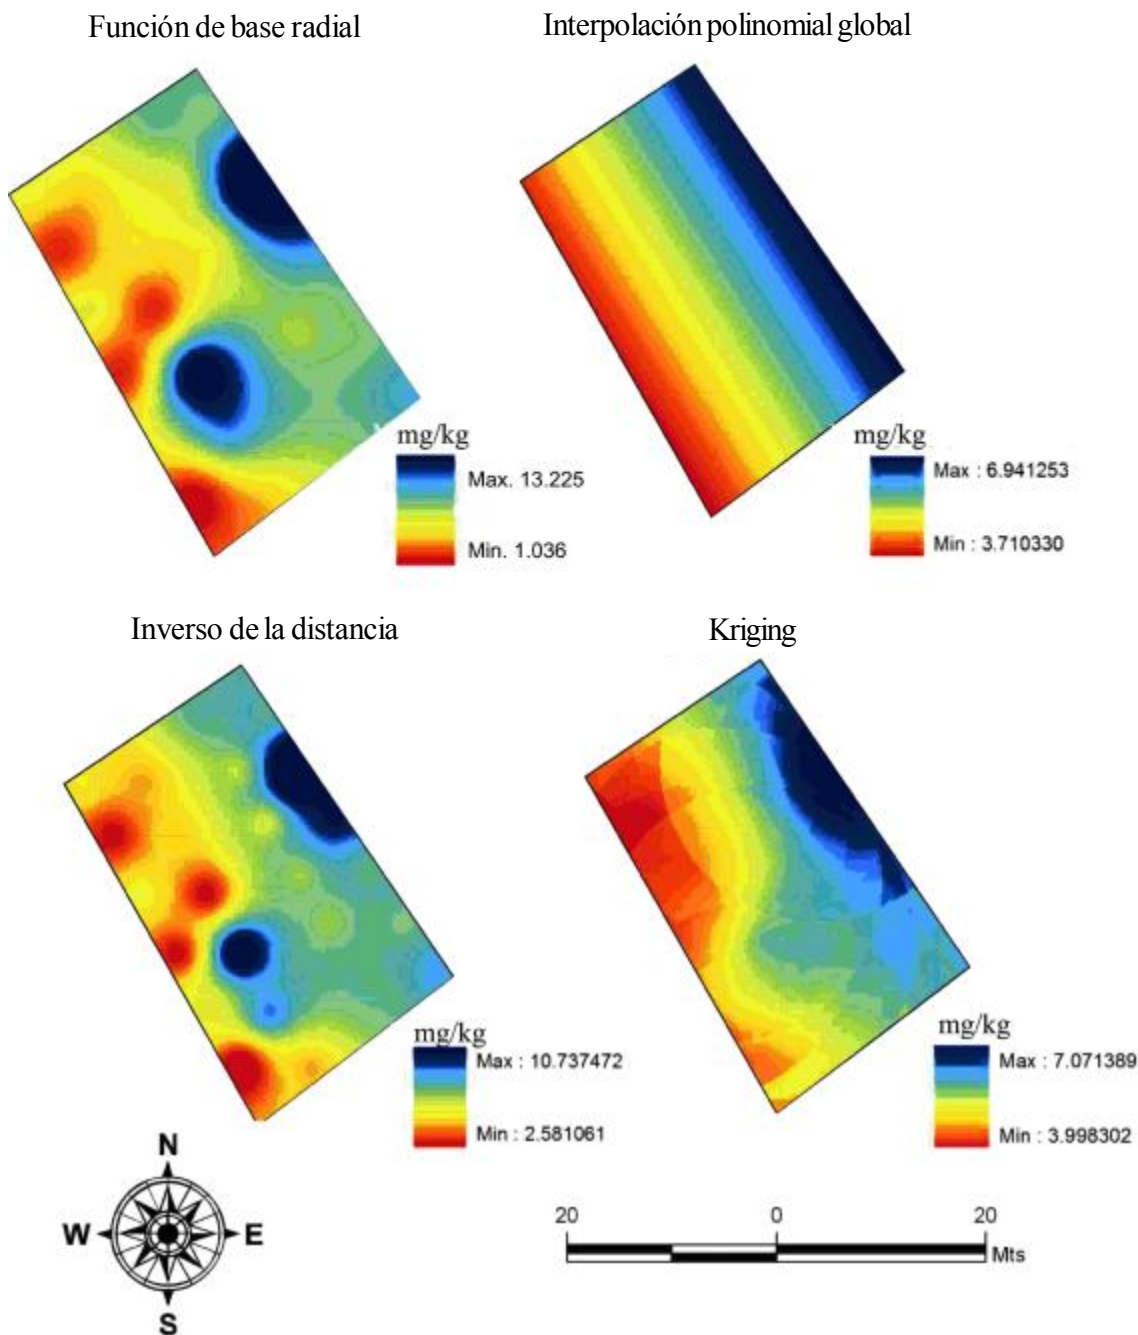 Función de base radial
Interpolación polinomial global
mg/kg
Max. 13.225
Min. 1.036
mg/kg
Max : 6.941253
Min : 3.710330
Inverso de la distancia
Kriging
mg/kg
Max : 10.737472
Min : 2.581061
mg/kg
Max : 7.071389
Min : 3.998302
N
W
E
S
20
0
20
Mts